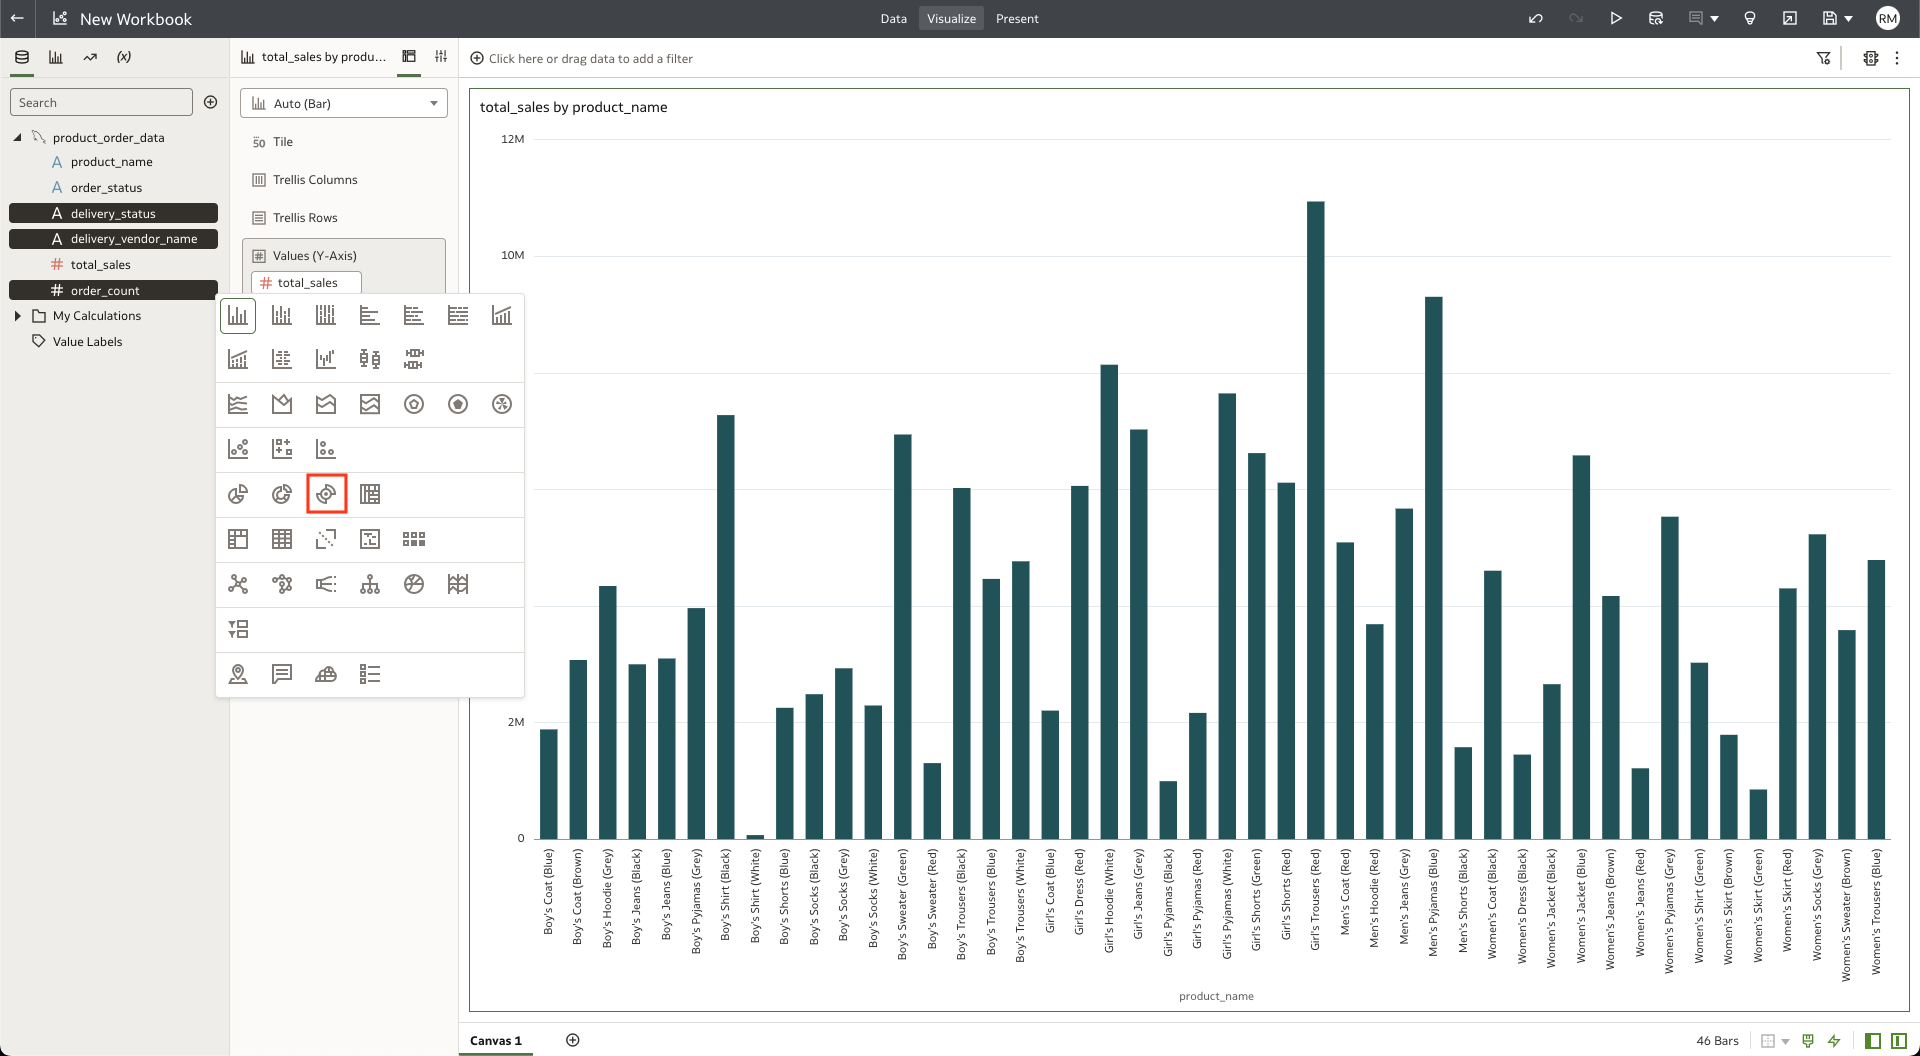 New Workbook
Data
Visualize
Present
RM
(x)
total_sales by produ...
Click here or drag data to add a filter
Search
Auto (Bar)
product_order_data
A product_name
A order_status
A delivery_status
A delivery_vendor_name
# total_sales
# order_count
My Calculations
Value Labels
50 Tile
Trellis Columns
Trellis Rows
# Values (Y-Axis)
# total_sales
total_sales by product_name
12M
10M
2M
0
Boy's Coat (Blue)
Boy's Coat (Brown)
Boy's Hoodie (Grey)
Boy's Jeans (Black)
Boy's Jeans (Blue)
Boy's Pyjamas (Grey)
Boy's Shirt (Black)
Boy's Shirt (White)
Boy's Shorts (Blue)
Boy's Socks (Black)
Boy's Socks (Grey)
Boy's Socks (White)
Boy's Sweater (Green)
Boy's Sweater (Red)
Boy's Trousers (Black)
Boy's Trousers (Blue)
Boy's Trousers (White)
Girl's Coat (Blue)
Girl's Dress (Red)
Girl's Hoodie (White)
Girl's Jeans (Grey)
Girl's Pyjamas (Black)
Girl's Pyjamas (Red)
Girl's Pyjamas (White)
Girl's Shorts (Green)
Girl's Shorts (Red)
Girl's Trousers (Red)
Men's Coat (Red)
Men's Hoodie (Red)
Men's Jeans (Grey)
Men's Pyjamas (Blue)
Men's Shorts (Black)
Women's Coat (Black)
Women's Dress (Black)
Women's Jacket (Black)
Women's Jacket (Blue)
Women's Jeans (Brown)
Women's Jeans (Red)
Women's Pyjamas (Grey)
Women's Shirt (Green)
Women's Skirt (Brown)
Women's Skirt (Green)
Women's Skirt (Red)
Women's Socks (Grey)
Women's Sweater (Brown)
Women's Trousers (Blue)
product_name
Canvas 1
46 Bars